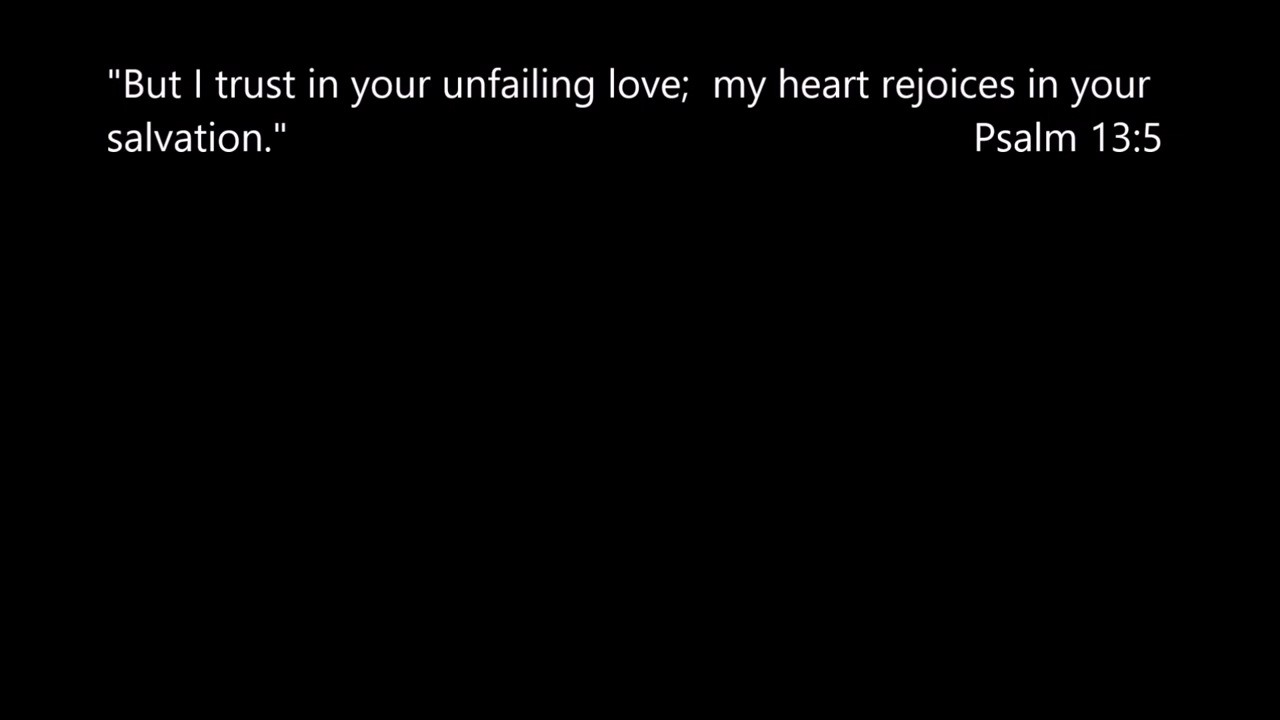 "But I trust in your unfailing love;  my heart rejoices in your
salvation." Psalm 13:5